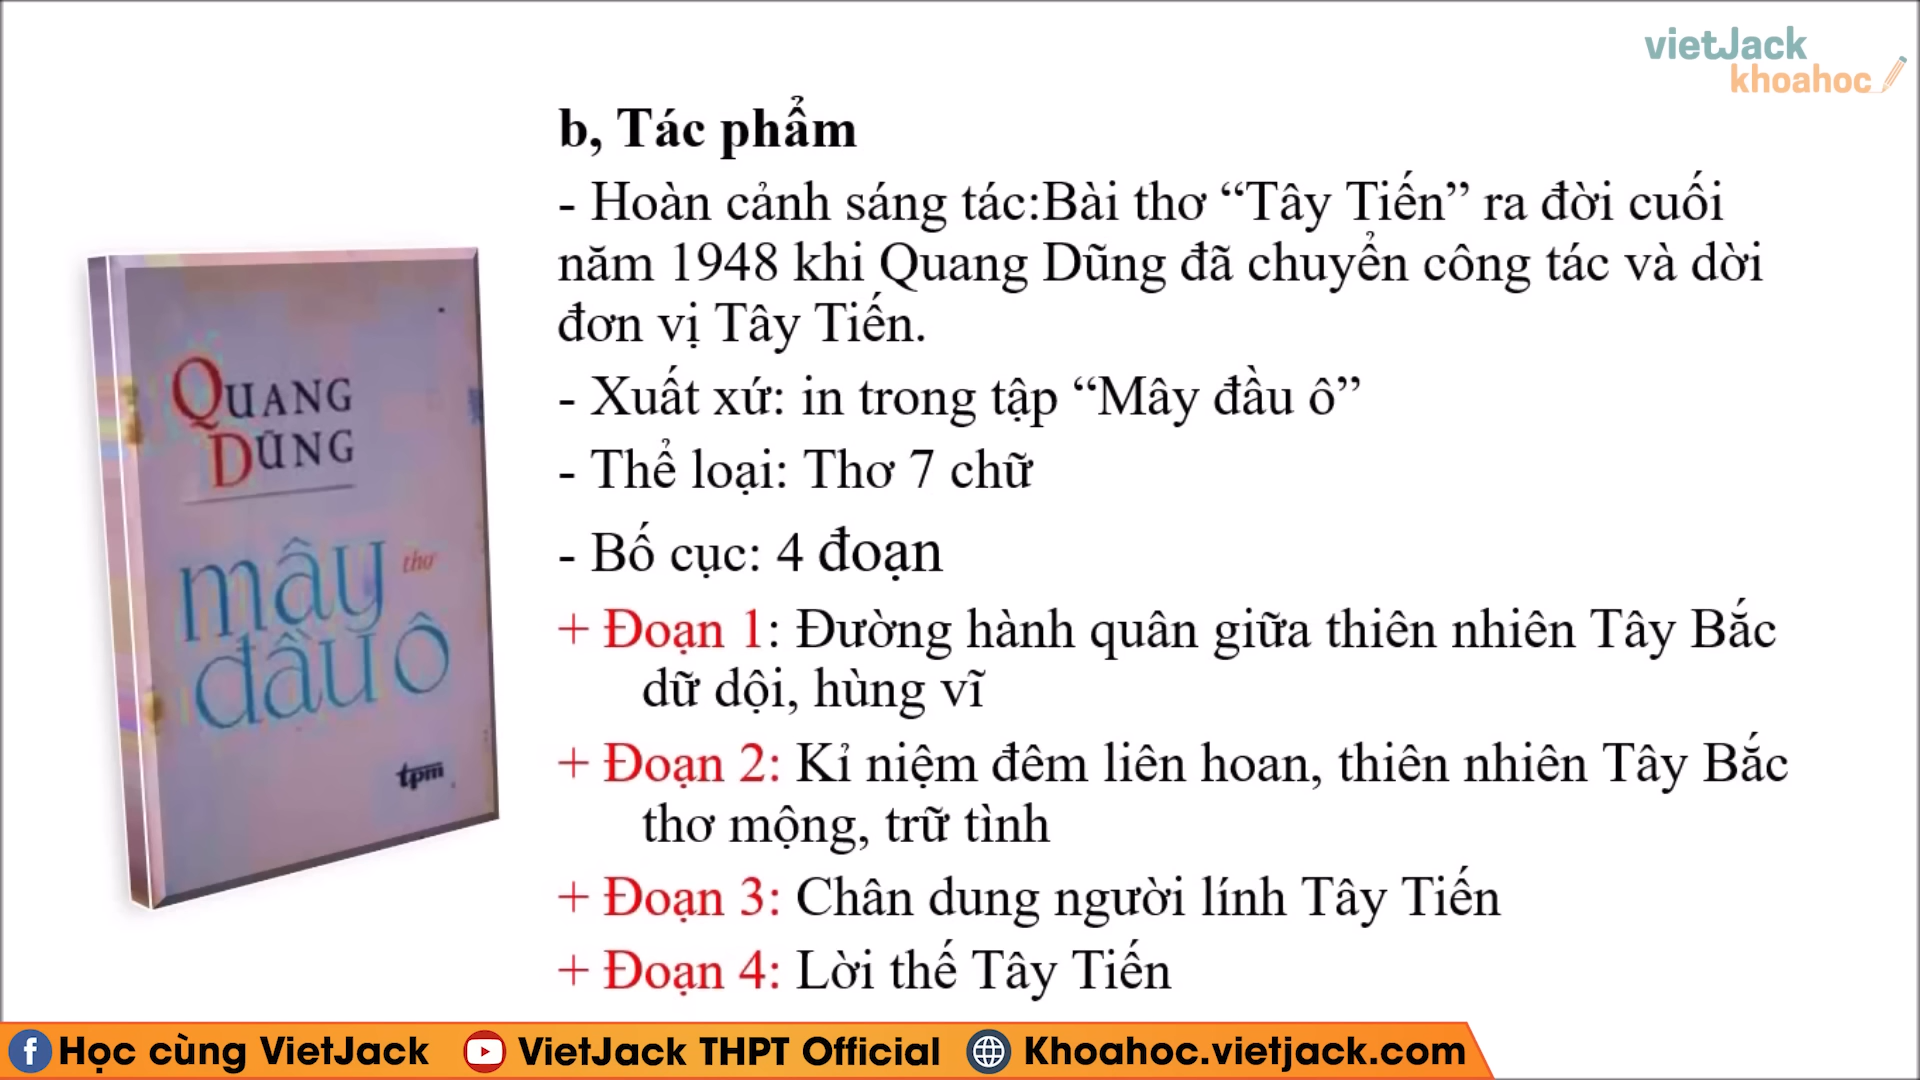 vietJack
khoahoc
b, Tác phẩm
- Hoàn cảnh sáng tác:Bài thơ “Tây Tiến” ra đời cuối
năm 1948 khi Quang Dũng đã chuyển công tác và dời
đơn vị Tây Tiến.
- Xuất xứ: in trong tập “Mây đầu ô”
- Thể loại: Thơ 7 chữ
- Bố cục: 4 đoạn
+ Đoạn 1: Đường hành quân giữa thiên nhiên Tây Bắc
dữ dội, hùng vĩ
+ Đoạn 2: Kỉ niệm đêm liên hoan, thiên nhiên Tây Bắc
thơ mộng, trữ tình
+ Đoạn 3: Chân dung người lính Tây Tiến
+ Đoạn 4: Lời thế Tây Tiến
QUANG
DŨNG
mây thơ
đầu ô
tpm
Học cùng VietJack VietJack THPT Official Khoahoc.vietjack.com